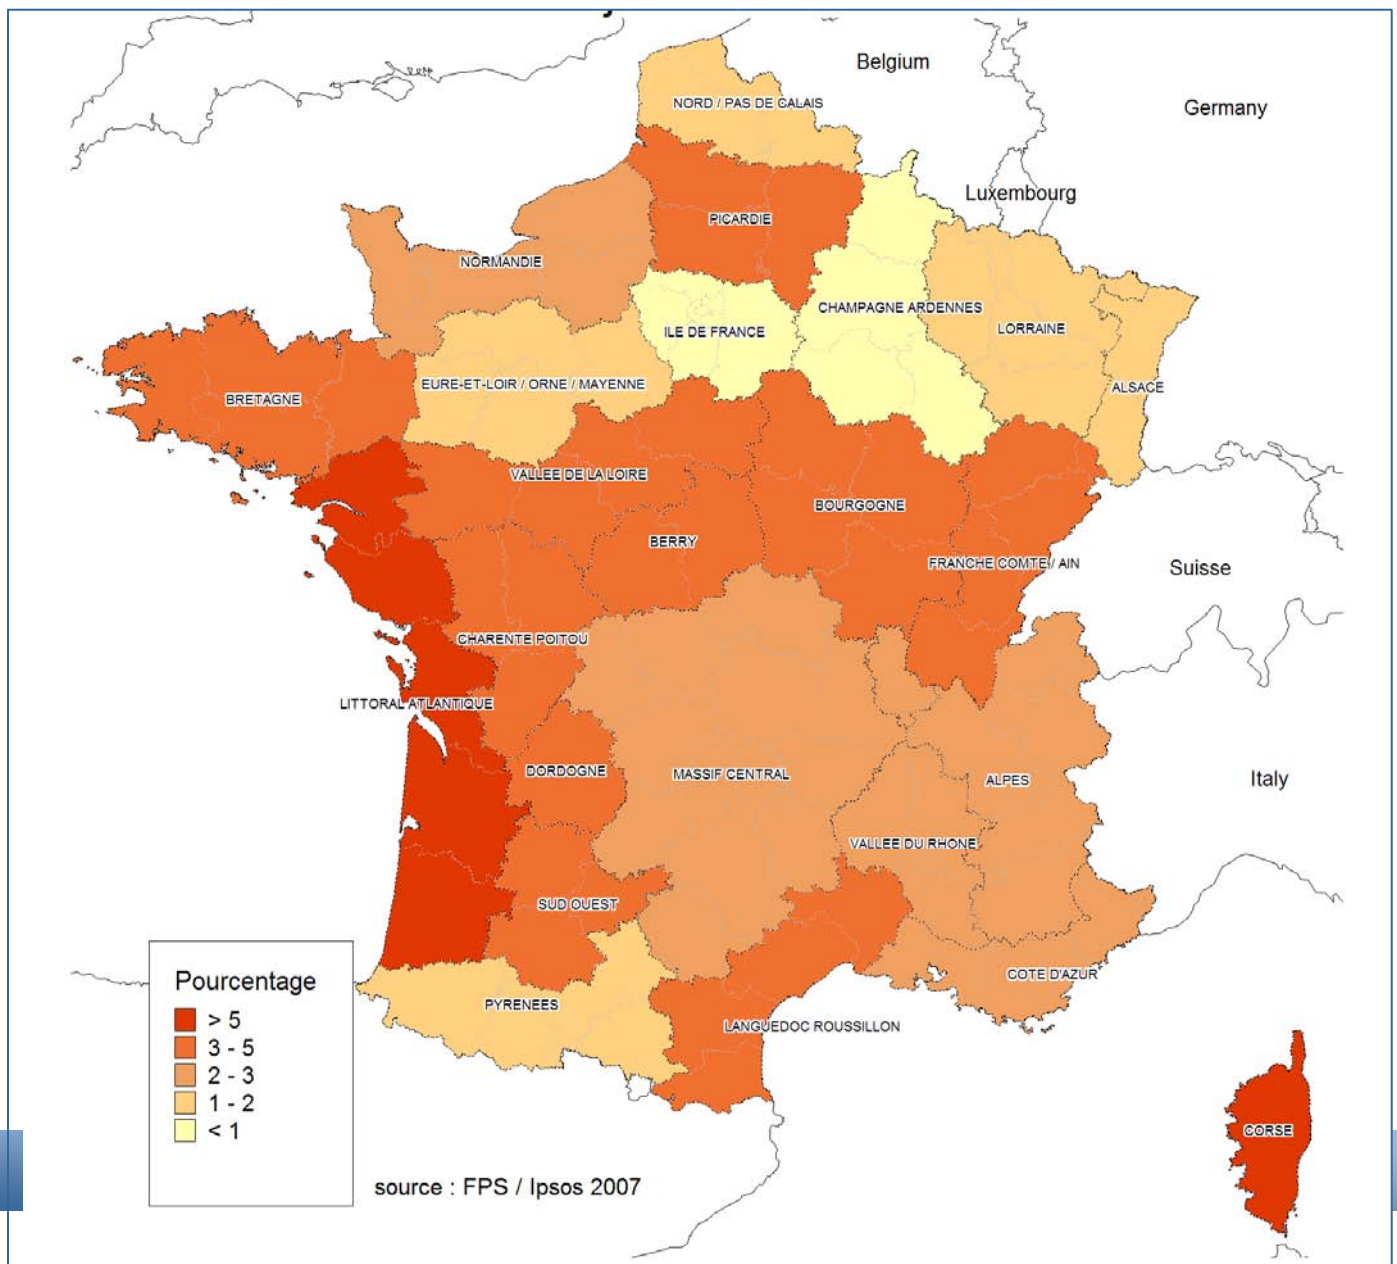 Belgium
Germany
NORD / PAS DE CALAIS
Luxembourg
PICARDIE
NORMANDIE
CHAMPAGNE ARDENNES
ILE DE FRANCE
LORRAINE
EURE-ET-LOIR / ORNE / MAYENNE
ALSACE
BRETAGNE
VALLEE DE LA LOIRE
BOURGOGNE
BERRY
FRANCHE COMTE / AIN
Suisse
CHARENTE POITOU
LITTORAL ATLANTIQUE
DORDOGNE
MASSIF CENTRAL
ALPES
Italy
VALLEE DU RHONE
SUD OUEST
COTE D'AZUR
PYRENEES
LANGUEDOC ROUSSILLON
CORSE
Pourcentage
> 5
3 - 5
2 - 3
1 - 2
< 1
source : FPS / Ipsos 2007